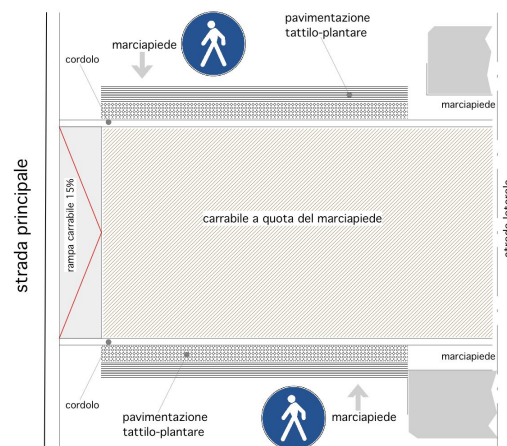 pavimentazione
tattilo-plantare
marciapiede
cordolo
marciapiede
strada principale
rampa carrabile 15%
carrabile a quota del marciapiede
marciapiede
cordolo
pavimentazione
tattilo-plantare
marciapiede